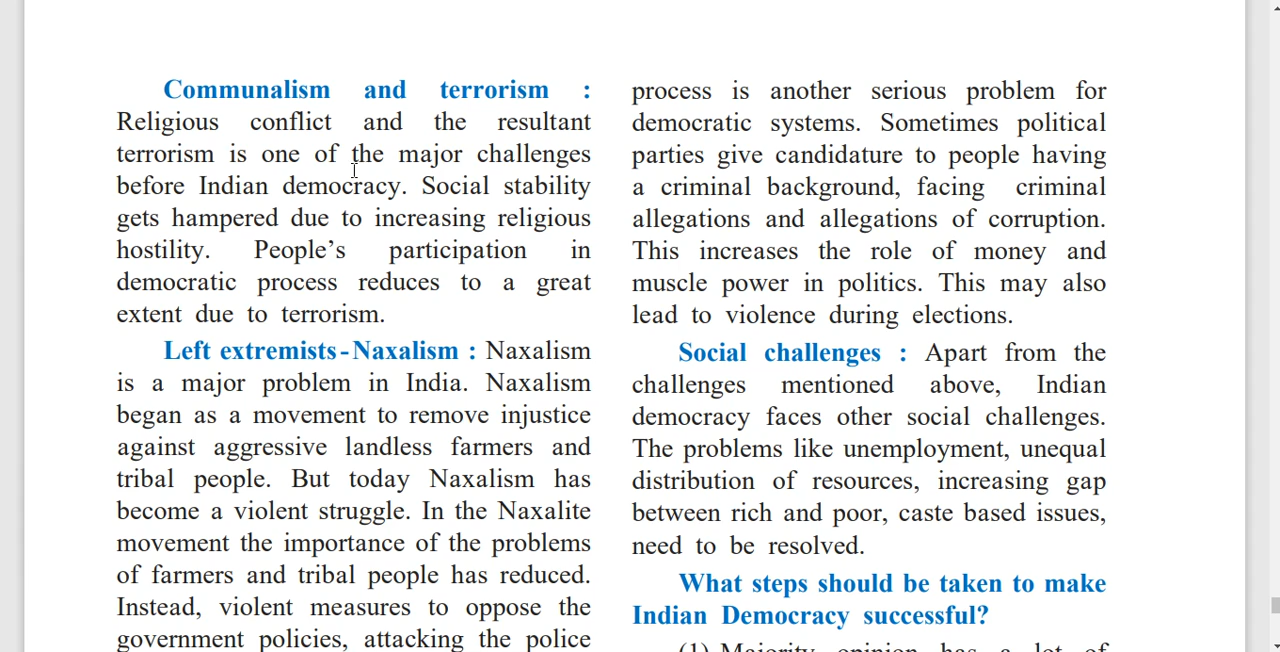 Communalism and terrorism :
Religious conflict and the resultant
terrorism is one of the major challenges
before Indian democracy. Social stability
gets hampered due to increasing religious
hostility. People’s participation in
democratic process reduces to a great
extent due to terrorism.
Left extremists-Naxalism : Naxalism
is a major problem in India. Naxalism
began as a movement to remove injustice
against aggressive landless farmers and
tribal people. But today Naxalism has
become a violent struggle. In the Naxalite
movement the importance of the problems
of farmers and tribal people has reduced.
Instead, violent measures to oppose the
government policies, attacking the police
process is another serious problem for
democratic systems. Sometimes political
parties give candidature to people having
a criminal background, facing criminal
allegations and allegations of corruption.
This increases the role of money and
muscle power in politics. This may also
lead to violence during elections.
Social challenges : Apart from the
challenges mentioned above, Indian
democracy faces other social challenges.
The problems like unemployment, unequal
distribution of resources, increasing gap
between rich and poor, caste based issues,
need to be resolved.
What steps should be taken to make
Indian Democracy successful?
(1) Majority opinion has a lot of